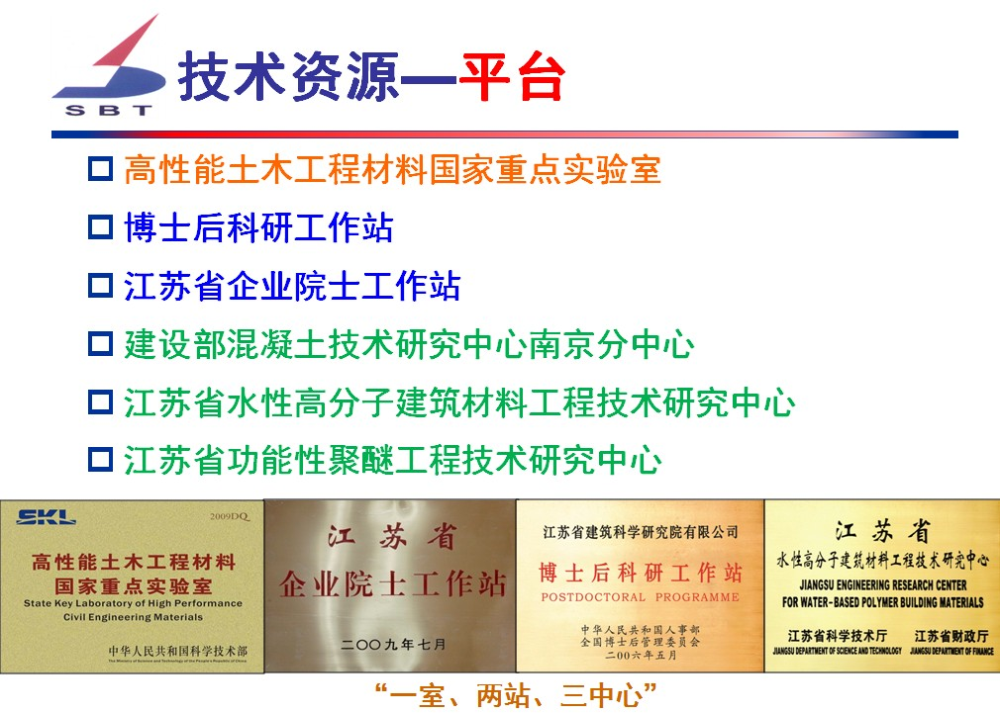 SBT
技术资源—平台
高性能土木工程材料国家重点实验室
博士后科研工作站
江苏省企业院士工作站
建设部混凝土技术研究中心南京分中心
江苏省水性高分子建筑材料工程技术研究中心
江苏省功能性聚醚工程技术研究中心
SKL
2009DQ
高性能土木工程材料
国家重点实验室
State Key Laboratory of High Performance
Civil Engineering Materials
中华人民共和国科学技术部
The Ministry of Science and Technology of the People's Republic of China
江苏省
企业院士工作站
二〇〇九年七月
江苏省建筑科学研究院有限公司
博士后科研工作站
POSTDOCTORAL PROGRAMME
中华人民共和国人事部
全国博士后管理委员会
二〇〇六年五月
江苏省
水性高分子建筑材料工程技术研究中心
JIANGSU ENGINEERING RESEARCH CENTER
FOR WATER-BASED POLYMER BUILDING MATERIALS
江苏省科学技术厅 江苏省财政厅
JIANGSU DEPARTMENT OF SCIENCE AND TECHNOLOGY JIANGSU DEPARTMENT OF FINANCE
“一室、两站、三中心”